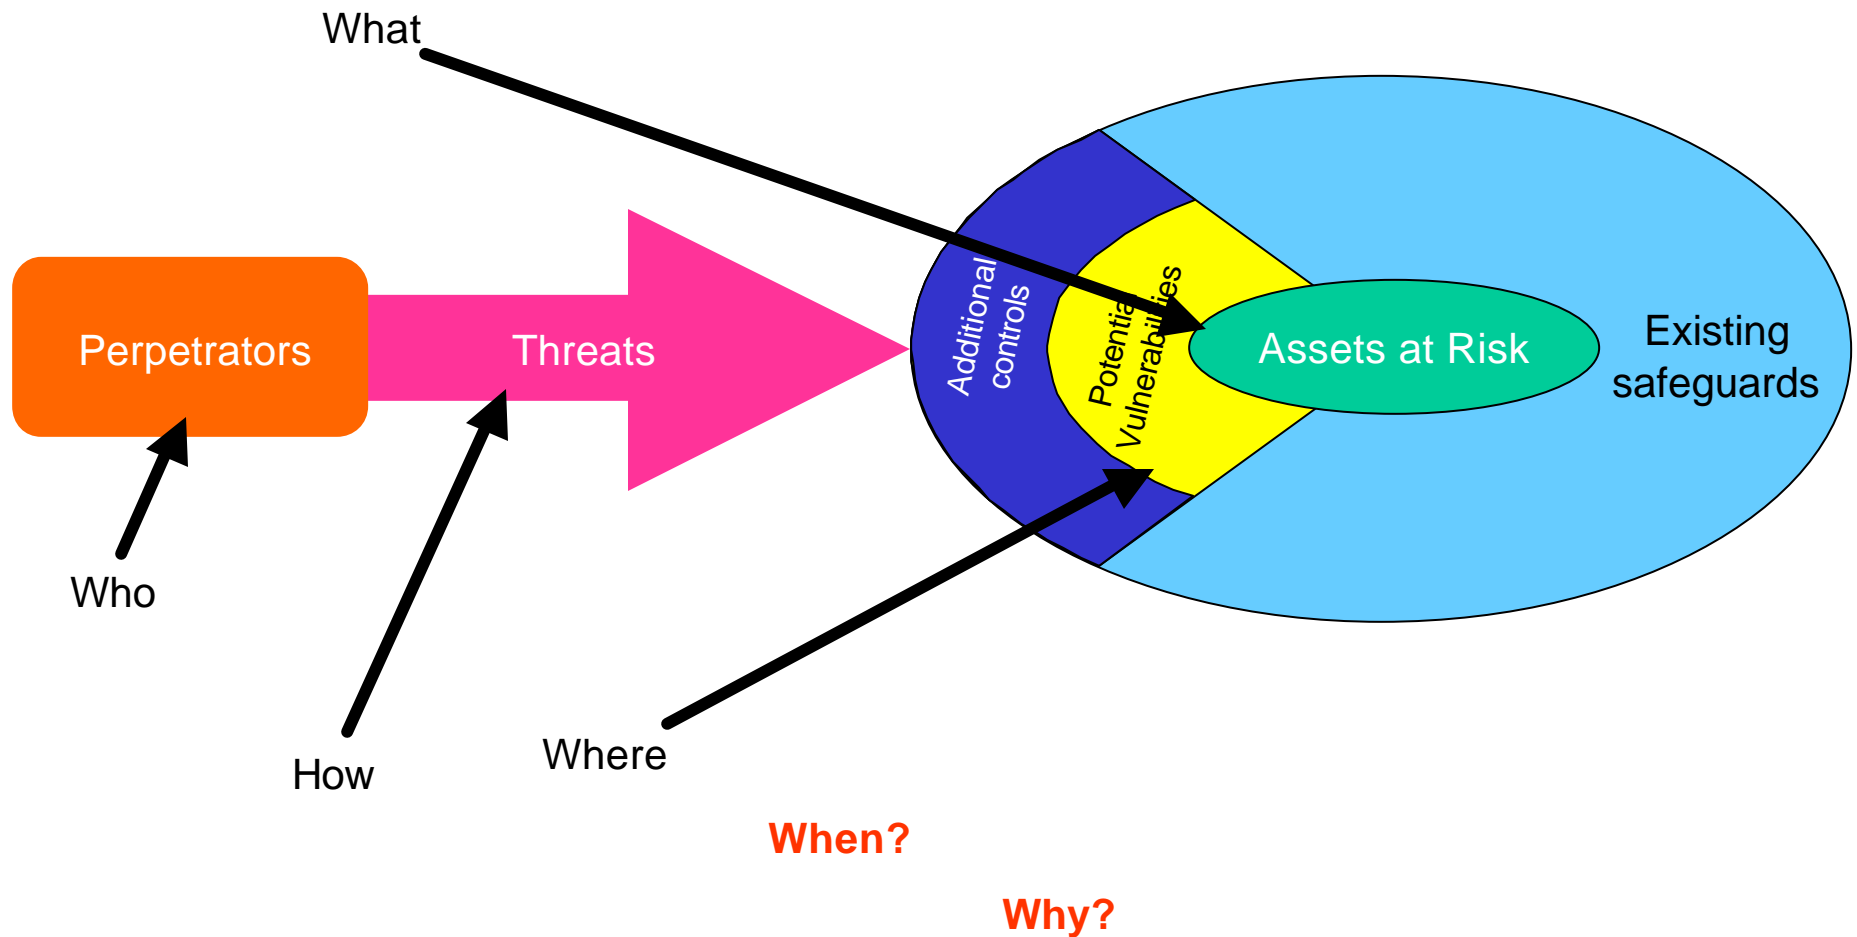 What
Additional
controls
Potential
Vulnerabilities
Perpetrators
Threats
Assets at Risk
Existing
safeguards
Who
How
Where
When?
Why?